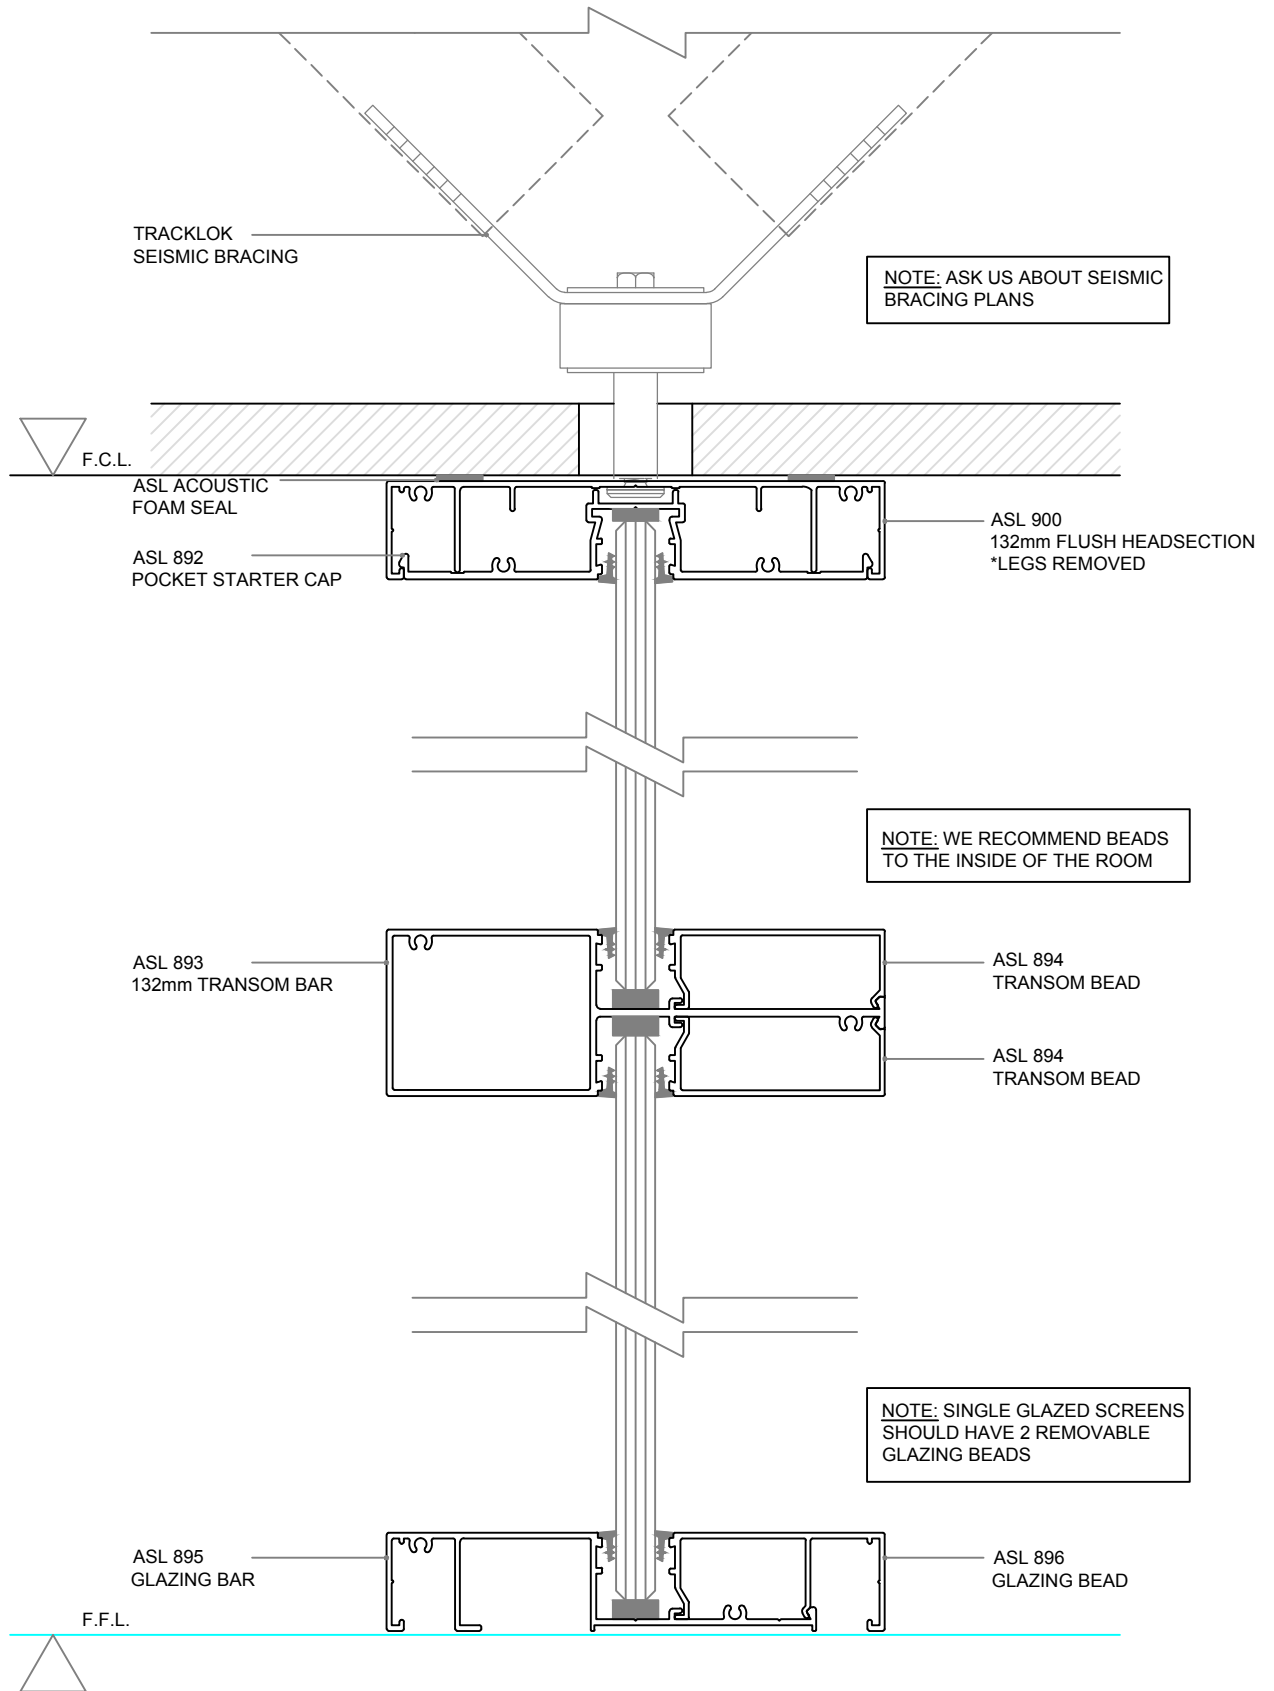 TRACKLOK
SEISMIC BRACING
NOTE: ASK US ABOUT SEISMIC
BRACING PLANS
F.C.L.
ASL ACOUSTIC
FOAM SEAL
ASL 892
POCKET STARTER CAP
ASL 900
132mm FLUSH HEADSECTION
*LEGS REMOVED
NOTE: WE RECOMMEND BEADS
TO THE INSIDE OF THE ROOM
ASL 893
132mm TRANSOM BAR
ASL 894
TRANSOM BEAD
ASL 894
TRANSOM BEAD
NOTE: SINGLE GLAZED SCREENS
SHOULD HAVE 2 REMOVABLE
GLAZING BEADS
ASL 895
GLAZING BAR
ASL 896
GLAZING BEAD
F.F.L.